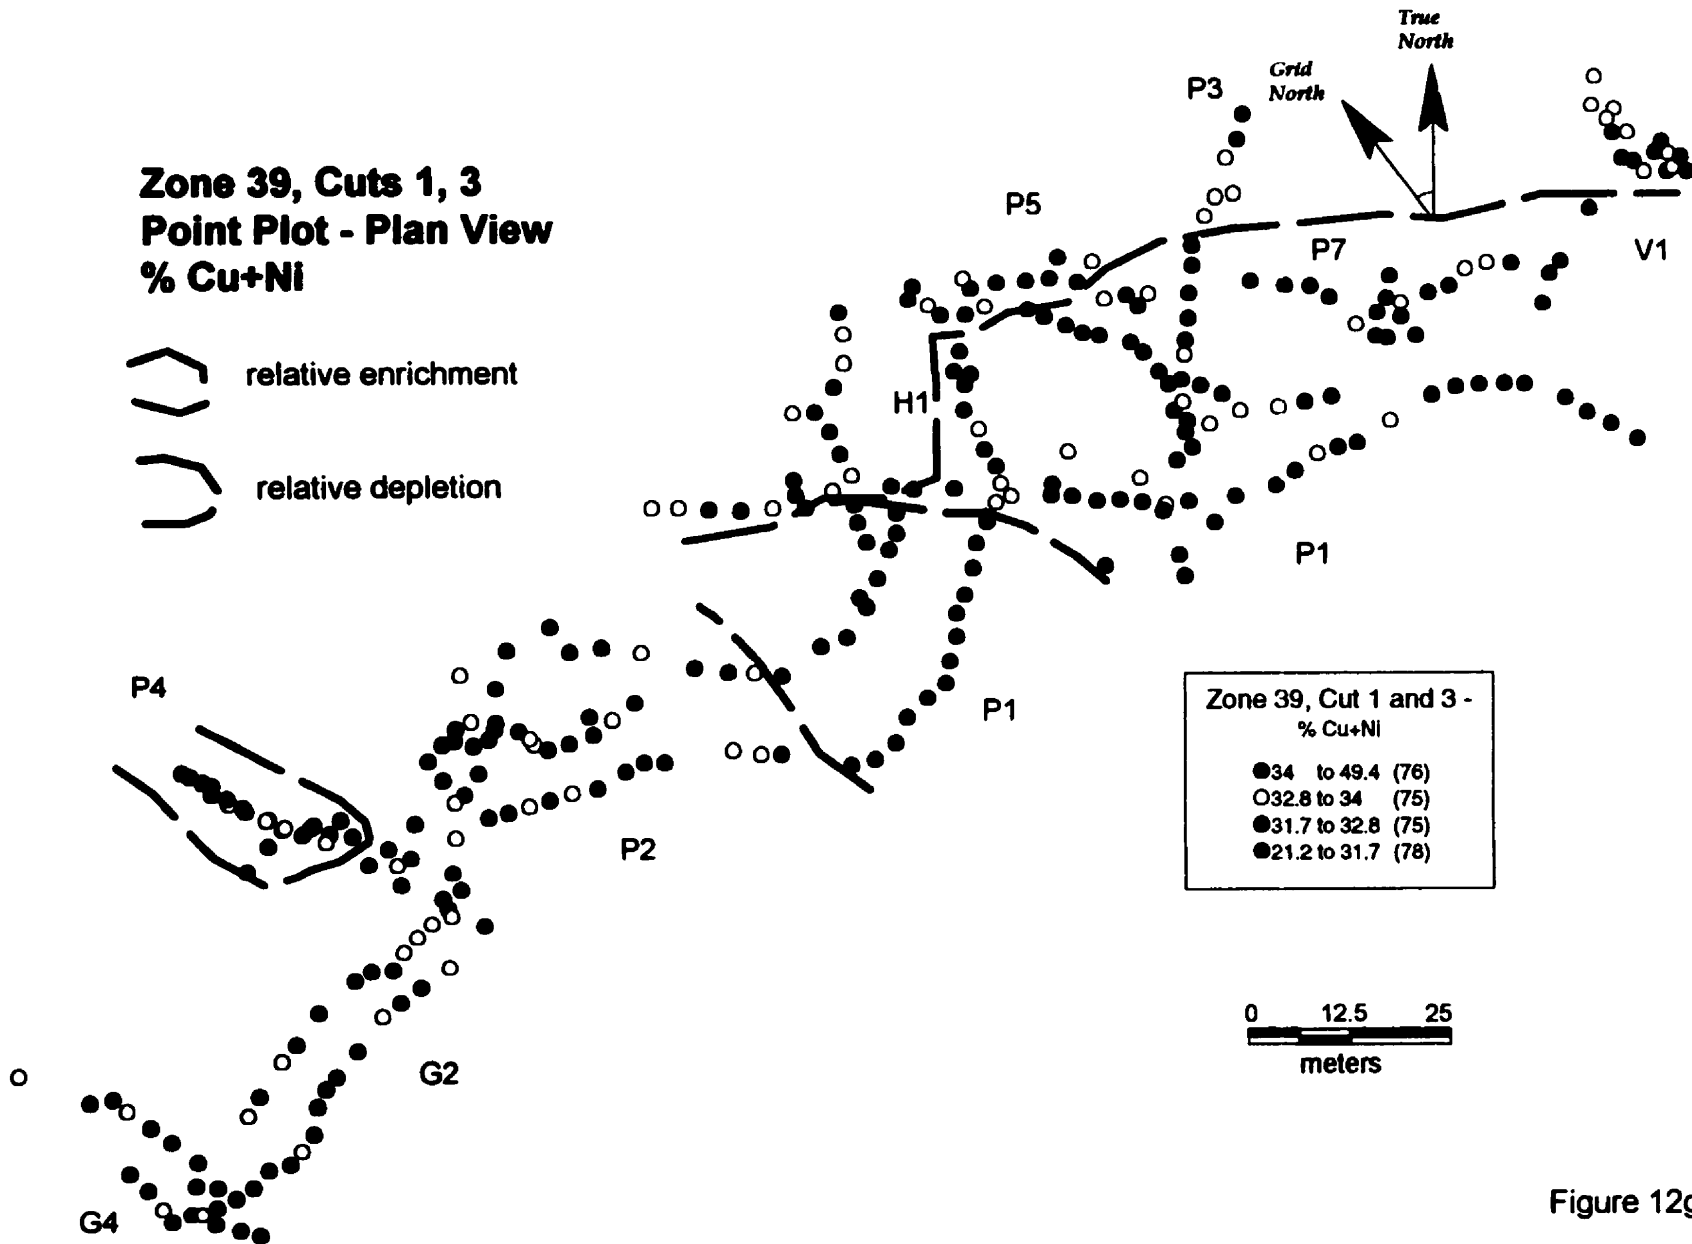 True
North
Grid
North
P3
Zone 39, Cuts 1, 3
Point Plot - Plan View
% Cu+Ni
P5
P7
V1
relative enrichment
H1
relative depletion
P1
P4
P1
Zone 39, Cut 1 and 3 -
% Cu+Ni
34 to 49.4 (76)
32.8 to 34 (75)
31.7 to 32.8 (75)
21.2 to 31.7 (78)
P2
0 12.5 25
meters
G2
G4
Figure 12g